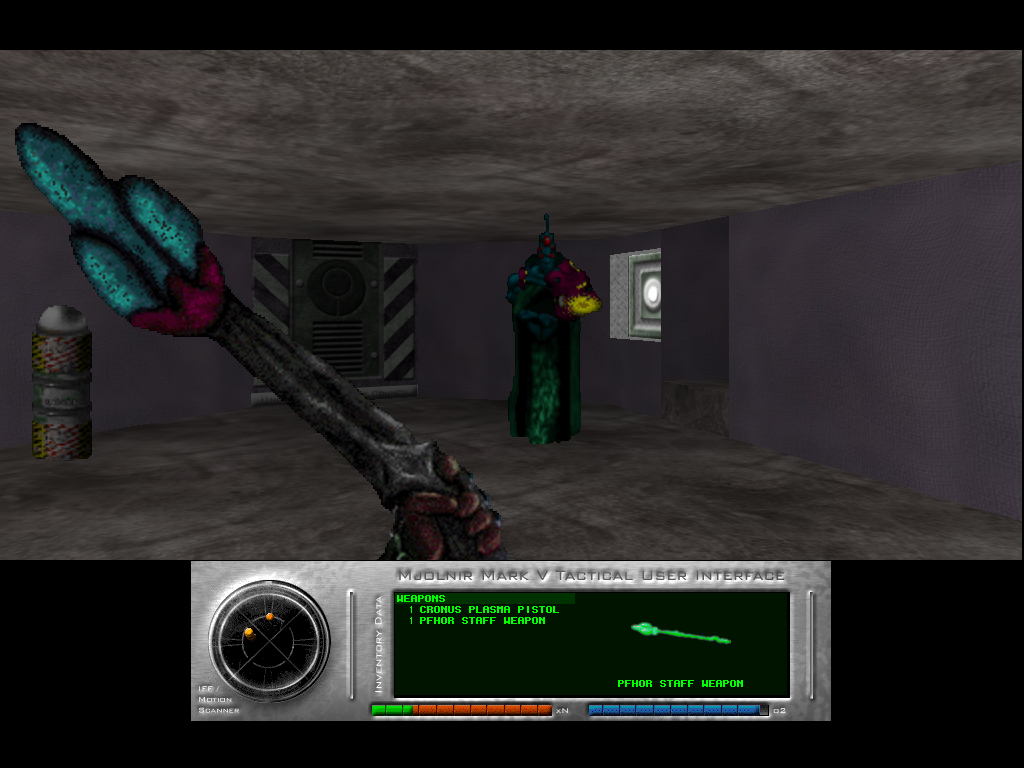 Mjolnir Mark V Tactical User Interface
Inventory Data
WEAPONS
1 CRONUS PLASMA PISTOL
1 PFHOR STAFF WEAPON
PFHOR STAFF WEAPON
IFF /
Motion
Scanner
xN
o2